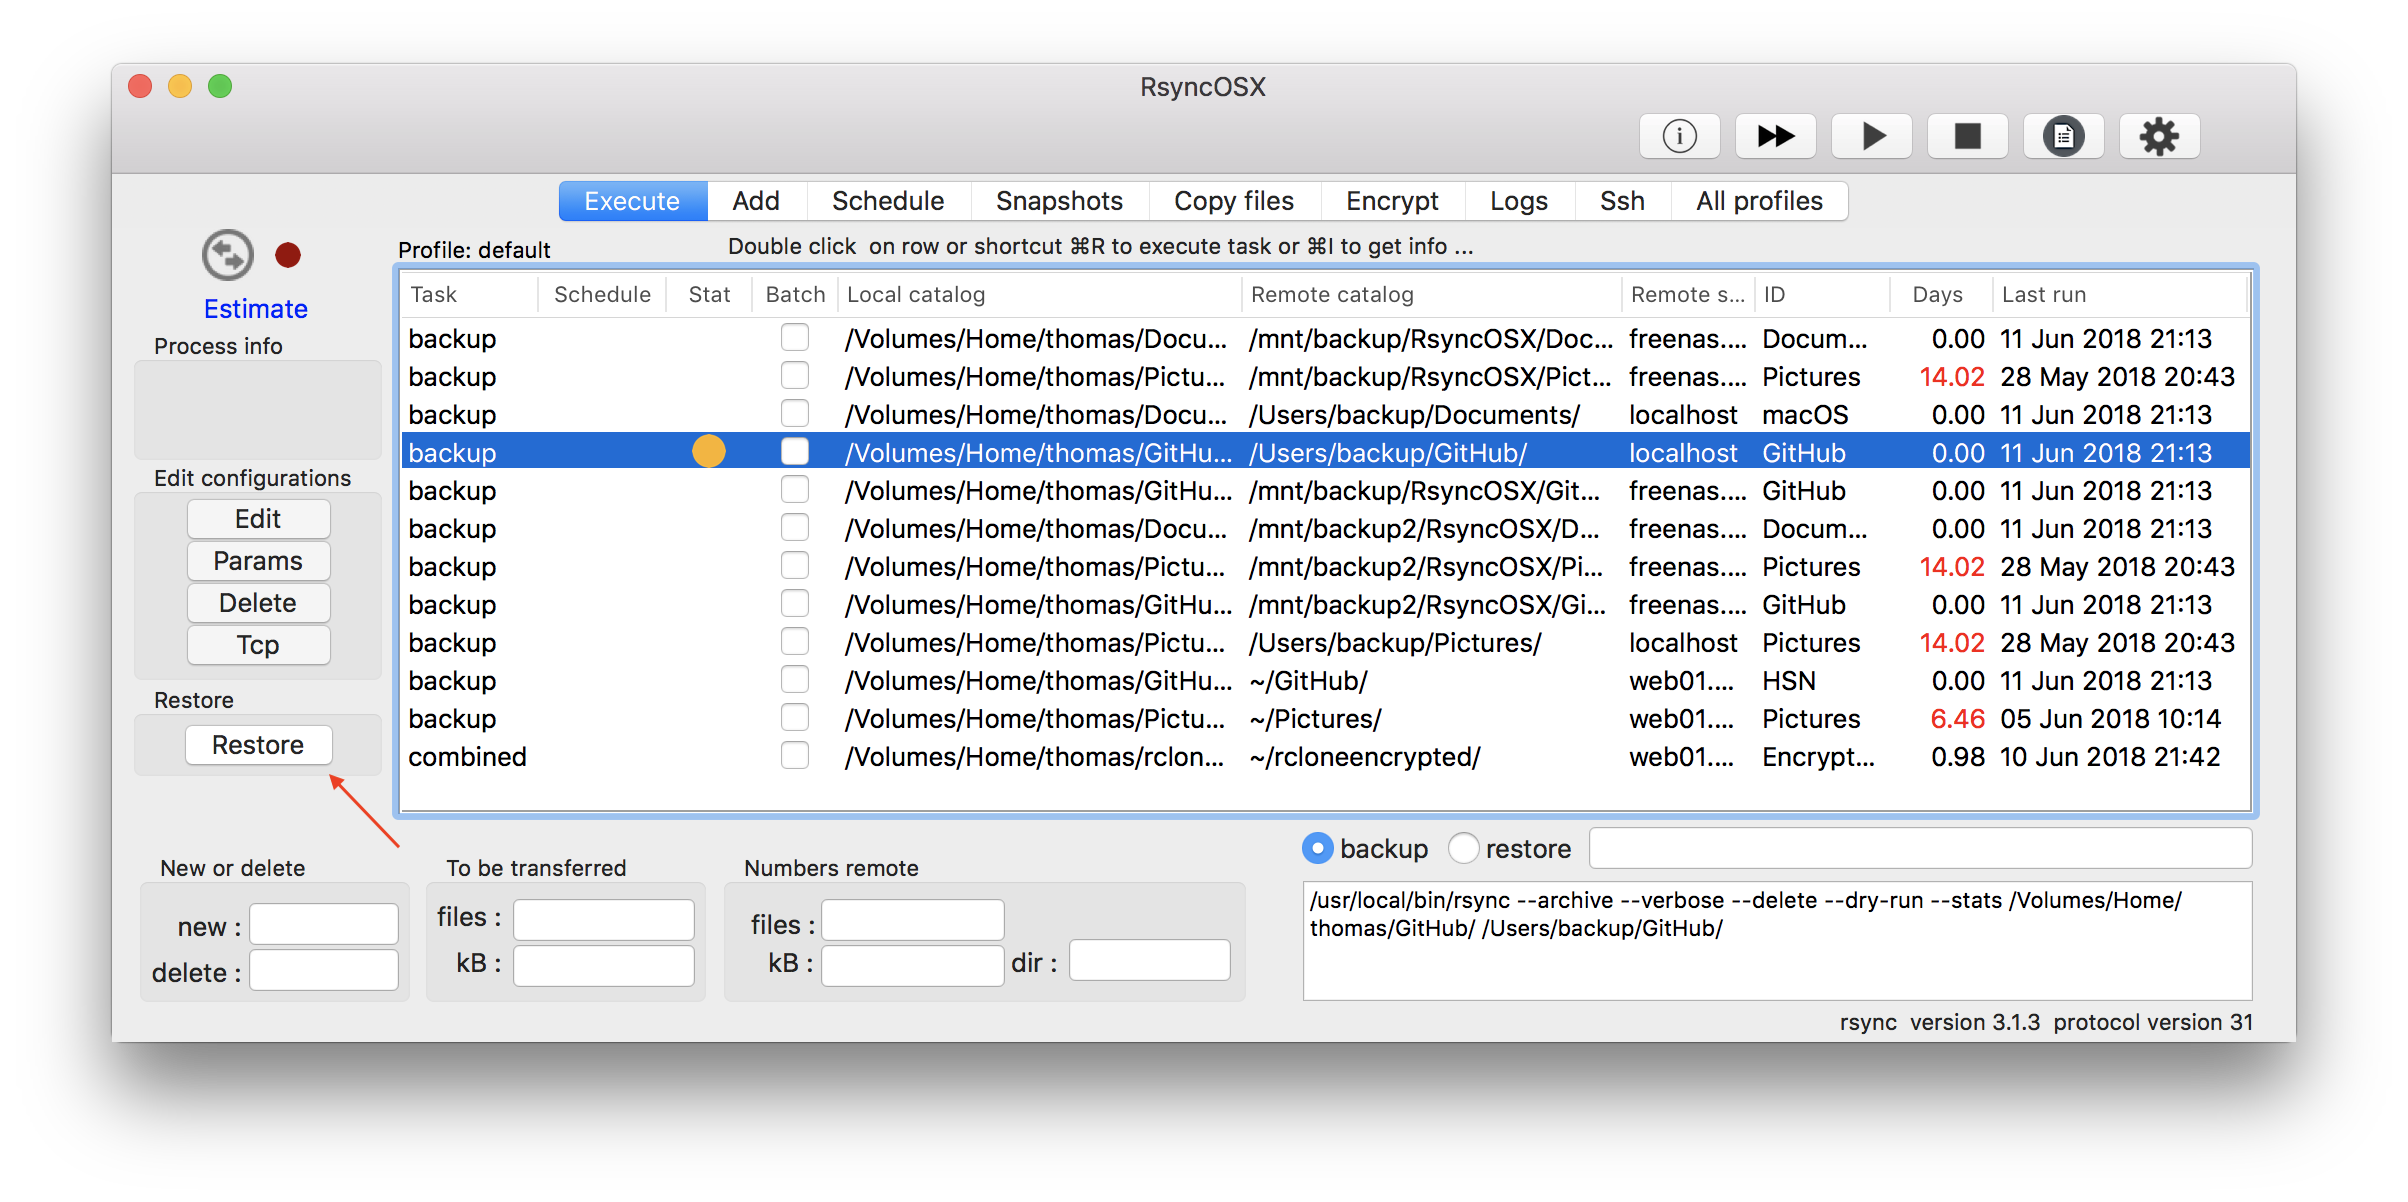 RsyncOSX
Execute Add Schedule Snapshots Copy files Encrypt Logs Ssh All profiles
Profile: default Double click on row or shortcut ⌘R to execute task or ⌘I to get info ...
Estimate
Process info
Edit configurations
Edit
Params
Delete
Tcp
Restore
Restore
Task Schedule Stat Batch Local catalog Remote catalog Remote s... ID Days Last run
backup /Volumes/Home/thomas/Docu... /mnt/backup/RsyncOSX/Doc... freenas.... Docum... 0.00 11 Jun 2018 21:13
backup /Volumes/Home/thomas/Pictu... /mnt/backup/RsyncOSX/Pict... freenas.... Pictures 14.02 28 May 2018 20:43
backup /Volumes/Home/thomas/Docu... /Users/backup/Documents/ localhost macOS 0.00 11 Jun 2018 21:13
backup /Volumes/Home/thomas/GitHu... /Users/backup/GitHub/ localhost GitHub 0.00 11 Jun 2018 21:13
backup /Volumes/Home/thomas/GitHu... /mnt/backup/RsyncOSX/Git... freenas.... GitHub 0.00 11 Jun 2018 21:13
backup /Volumes/Home/thomas/Docu... /mnt/backup2/RsyncOSX/D... freenas.... Docum... 0.00 11 Jun 2018 21:13
backup /Volumes/Home/thomas/Pictu... /mnt/backup2/RsyncOSX/Pi... freenas.... Pictures 14.02 28 May 2018 20:43
backup /Volumes/Home/thomas/GitHu... /mnt/backup2/RsyncOSX/Gi... freenas.... GitHub 0.00 11 Jun 2018 21:13
backup /Volumes/Home/thomas/Pictu... /Users/backup/Pictures/ localhost Pictures 14.02 28 May 2018 20:43
backup /Volumes/Home/thomas/GitHu... ~/GitHub/ web01.... HSN 0.00 11 Jun 2018 21:13
backup /Volumes/Home/thomas/Pictu... ~/Pictures/ web01.... Pictures 6.46 05 Jun 2018 10:14
combined /Volumes/Home/thomas/rclon... ~/rcloneencrypted/ web01.... Encrypt... 0.98 10 Jun 2018 21:42
New or delete
new :
delete :
To be transferred
files :
kB :
Numbers remote
files :
kB : dir :
backup restore
/usr/local/bin/rsync --archive --verbose --delete --dry-run --stats /Volumes/Home/
thomas/GitHub/ /Users/backup/GitHub/
rsync version 3.1.3 protocol version 31